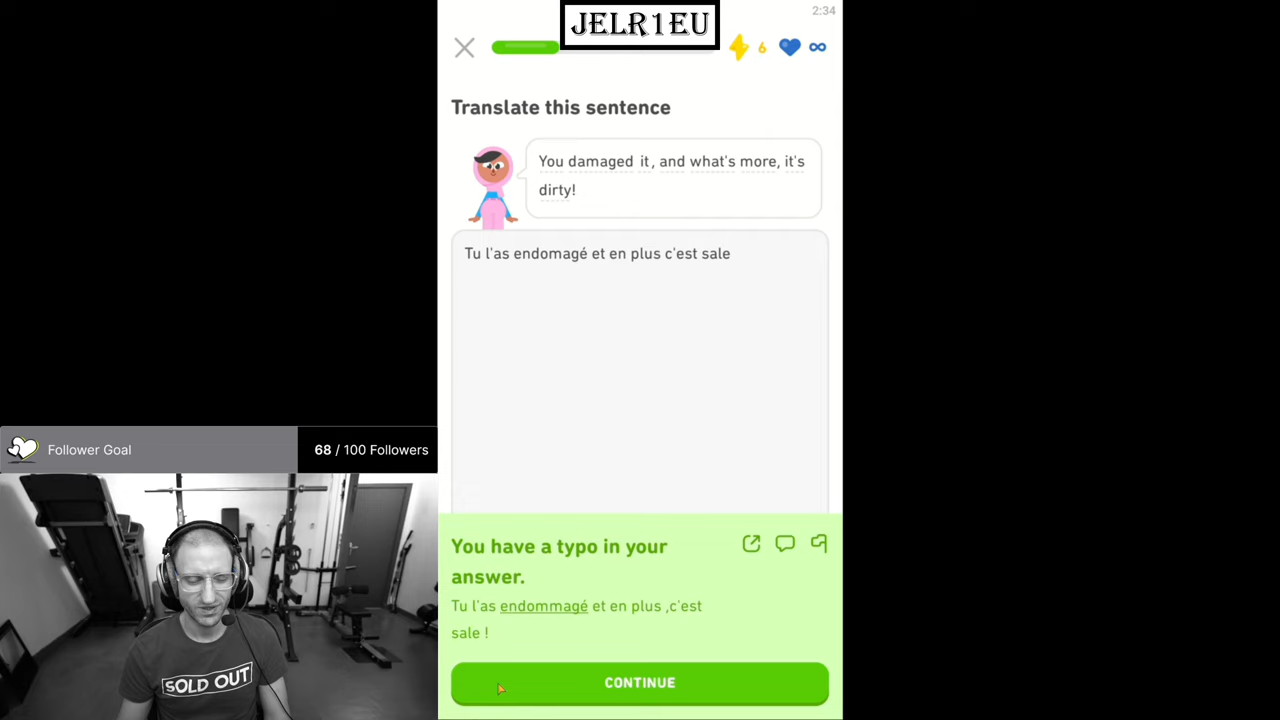 JELR1EU
2:34
6
Translate this sentence
You damaged it, and what's more, it's
dirty!
Tu l'as endomagé et en plus c'est sale
Follower Goal
68 / 100 Followers
You have a typo in your
answer.
Tu l'as endommagé et en plus ,c'est
sale !
CONTINUE
SOLD OUT